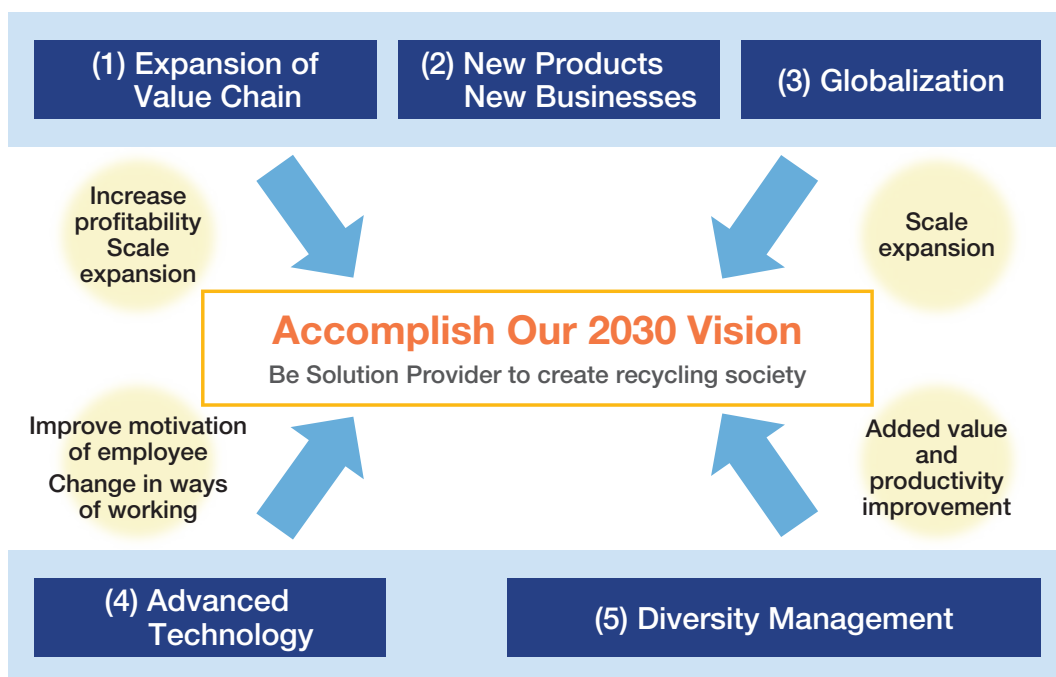 (1) Expansion of
Value Chain
(2) New Products
New Businesses
(3) Globalization
Increase
profitability
Scale
expansion
Scale
expansion
Accomplish Our 2030 Vision
Be Solution Provider to create recycling society
Improve motivation
of employee
Change in ways
of working
Added value
and
productivity
improvement
(4) Advanced
Technology
(5) Diversity Management